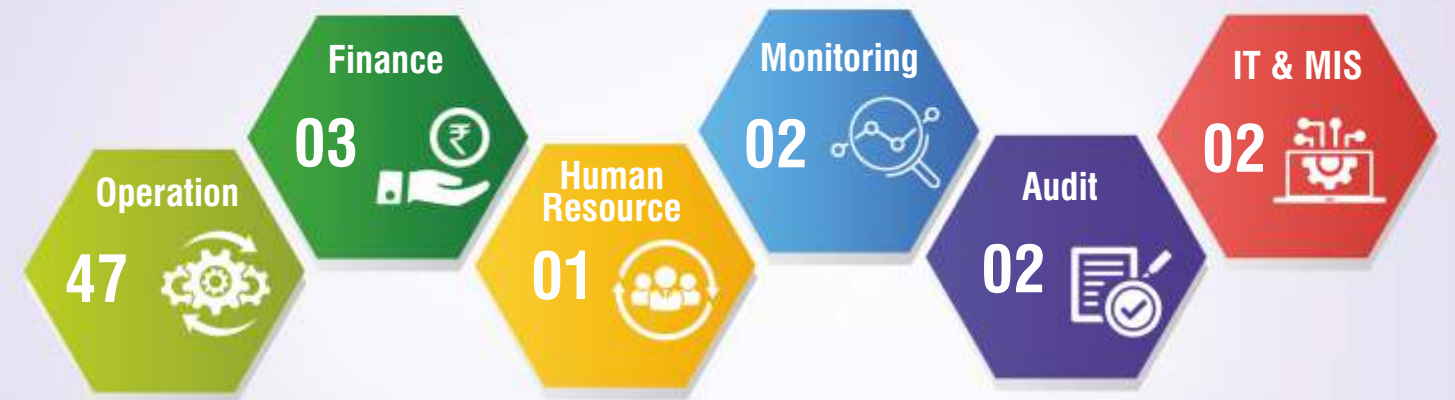 Operation
47
Finance
03
₹
Human
Resource
01
Monitoring
02
Audit
02
IT & MIS
02